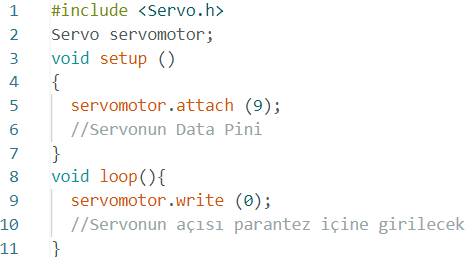 1 #include <Servo.h>
2 Servo servomotor;
3 void setup ()
4 {
5   servomotor.attach (9);
6   //Servonun Data Pini
7 }
8 void loop(){
9   servomotor.write (0);
10   //Servonun açısı parantez içine girilecek
11 }